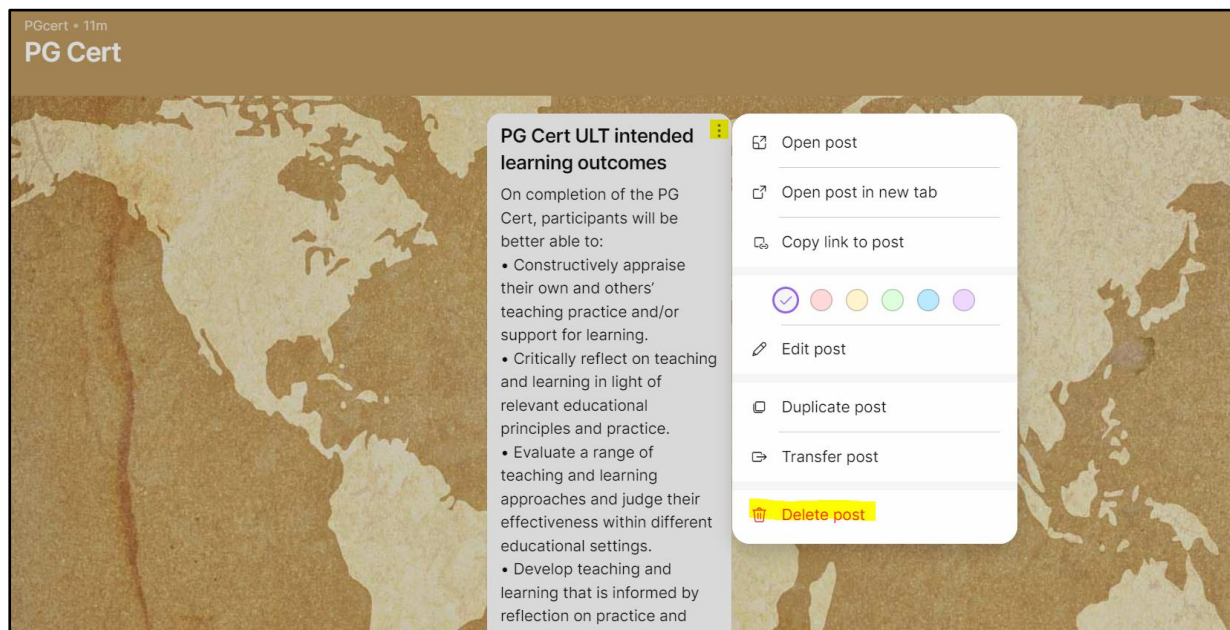 PGcert • 11m
PG Cert
PG Cert ULT intended
learning outcomes
On completion of the PG
Cert, participants will be
better able to:
• Constructively appraise
their own and others’
teaching practice and/or
support for learning.
• Critically reflect on teaching
and learning in light of
relevant educational
principles and practice.
• Evaluate a range of
teaching and learning
approaches and judge their
effectiveness within different
educational settings.
• Develop teaching and
learning that is informed by
reflection on practice and
Open post
Open post in new tab
Copy link to post
Edit post
Duplicate post
Transfer post
Delete post